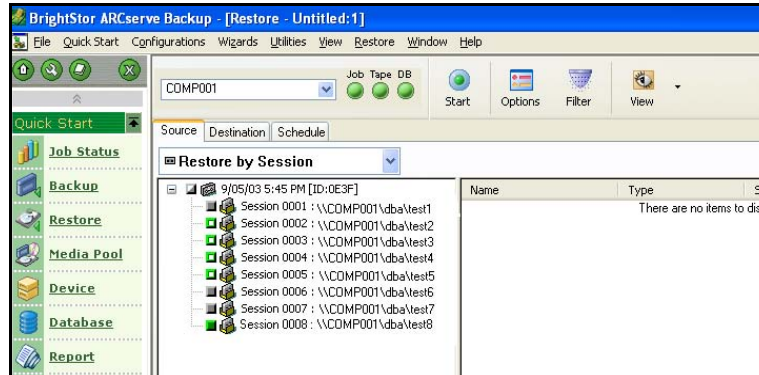 BrightStor ARCserve Backup - [Restore - Untitled:1]
File Quick Start Configurations Wizards Utilities View Restore Window Help
COMP001
Job Tape DB
Start
Options
Filter
View
Quick Start
Job Status
Backup
Restore
Media Pool
Device
Database
Report
Source Destination Schedule
Restore by Session
9/05/03 5:45 PM [ID:0E3F]
Session 0001 : \\COMP001\dba\test1
Session 0002 : \\COMP001\dba\test2
Session 0003 : \\COMP001\dba\test3
Session 0004 : \\COMP001\dba\test4
Session 0005 : \\COMP001\dba\test5
Session 0006 : \\COMP001\dba\test6
Session 0007 : \\COMP001\dba\test7
Session 0008 : \\COMP001\dba\test8
Name Type S
There are no items to dis